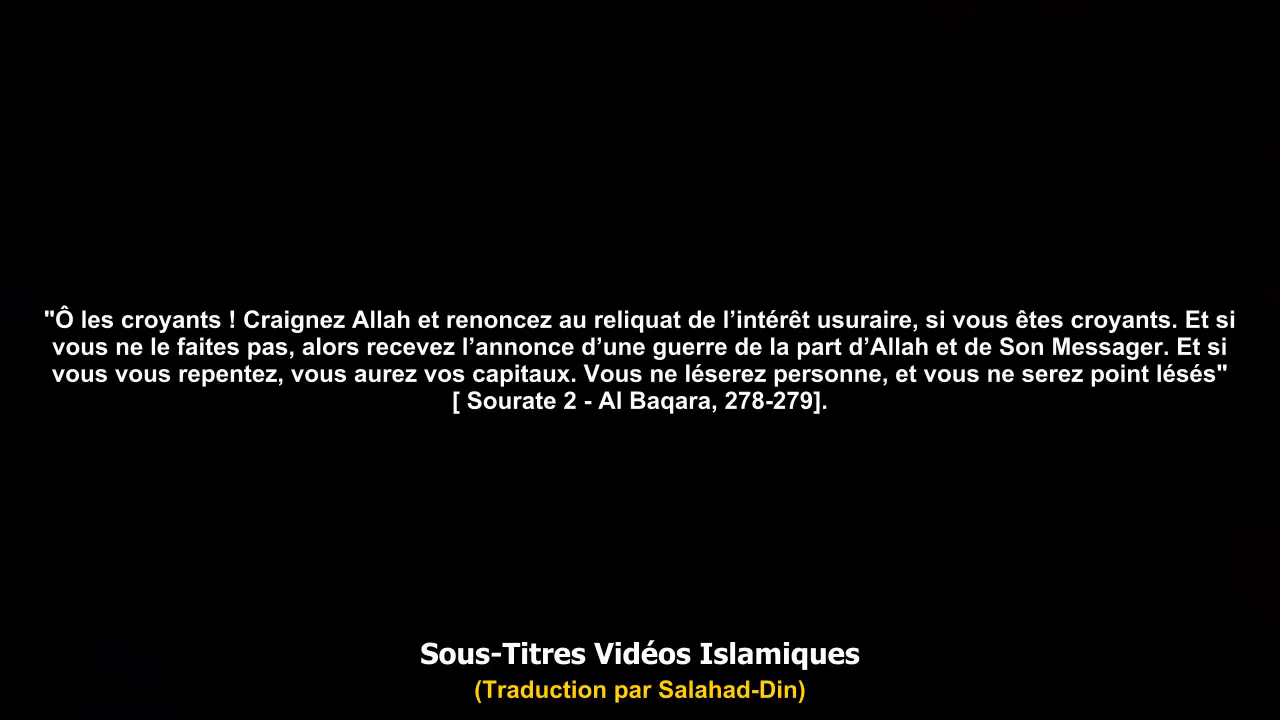 "Ô les croyants ! Craignez Allah et renoncez au reliquat de l’intérêt usuraire, si vous êtes croyants. Et si
vous ne le faites pas, alors recevez l’annonce d’une guerre de la part d’Allah et de Son Messager. Et si
vous vous repentez, vous aurez vos capitaux. Vous ne léserez personne, et vous ne serez point lésés"
[ Sourate 2 - Al Baqara, 278-279].
Sous-Titres Vidéos Islamiques
(Traduction par Salahad-Din)